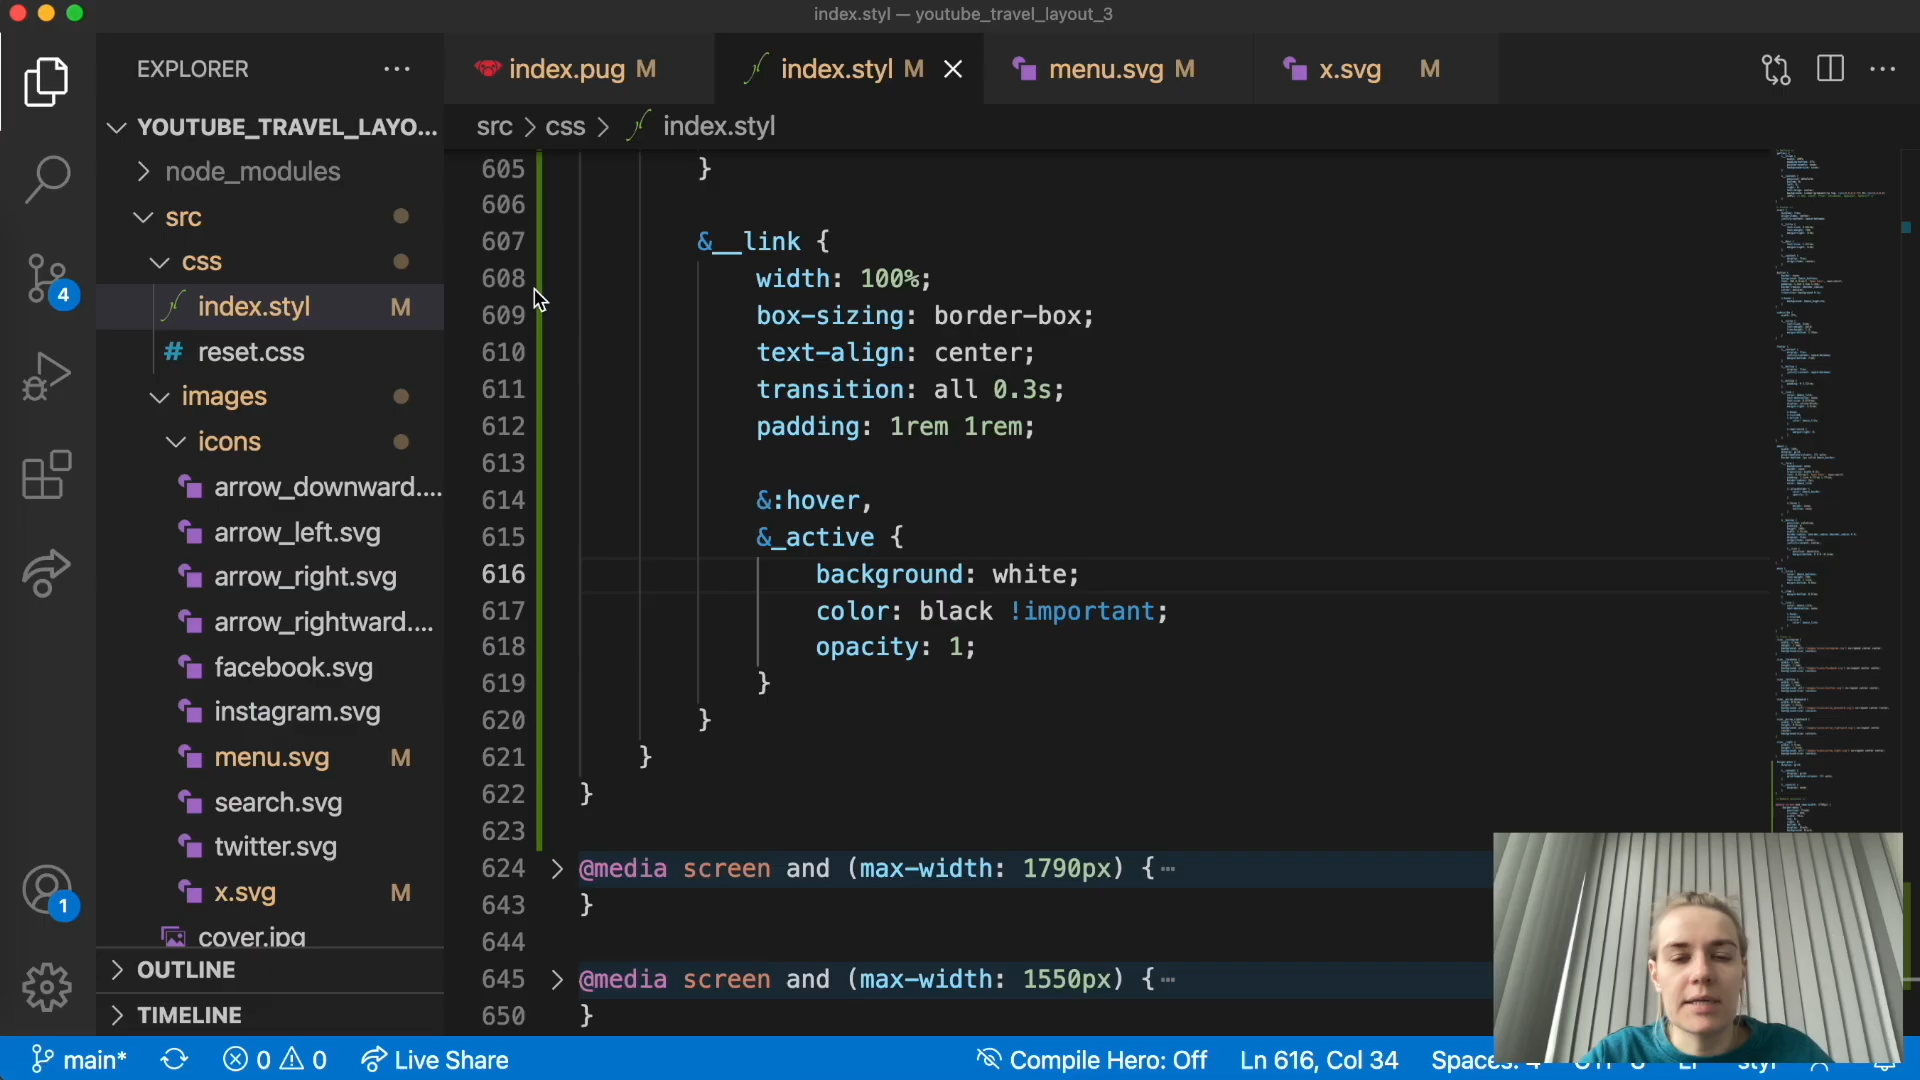 index.styl — youtube_travel_layout_3
EXPLORER
index.pug M
index.styl M
menu.svg M
x.svg M
YOUTUBE_TRAVEL_LAYO...
src > css > index.styl
node_modules
src
css
index.styl M
# reset.css
images
icons
arrow_downward....
arrow_left.svg
arrow_right.svg
arrow_rightward....
facebook.svg
instagram.svg
menu.svg M
search.svg
twitter.svg
x.svg M
cover.jpg
OUTLINE
TIMELINE
4
1
605 }
606
607 &__link {
608 width: 100%;
609 box-sizing: border-box;
610 text-align: center;
611 transition: all 0.3s;
612 padding: 1rem 1rem;
613
614 &:hover,
615 &_active {
616 background: white;
617 color: black !important;
618 opacity: 1;
619 }
620 }
621 }
622 }
623
624 @media screen and (max-width: 1790px) {
643 }
644
645 @media screen and (max-width: 1550px) {
650 }
main* 0 0 Live Share Compile Hero: Off Ln 616, Col 34